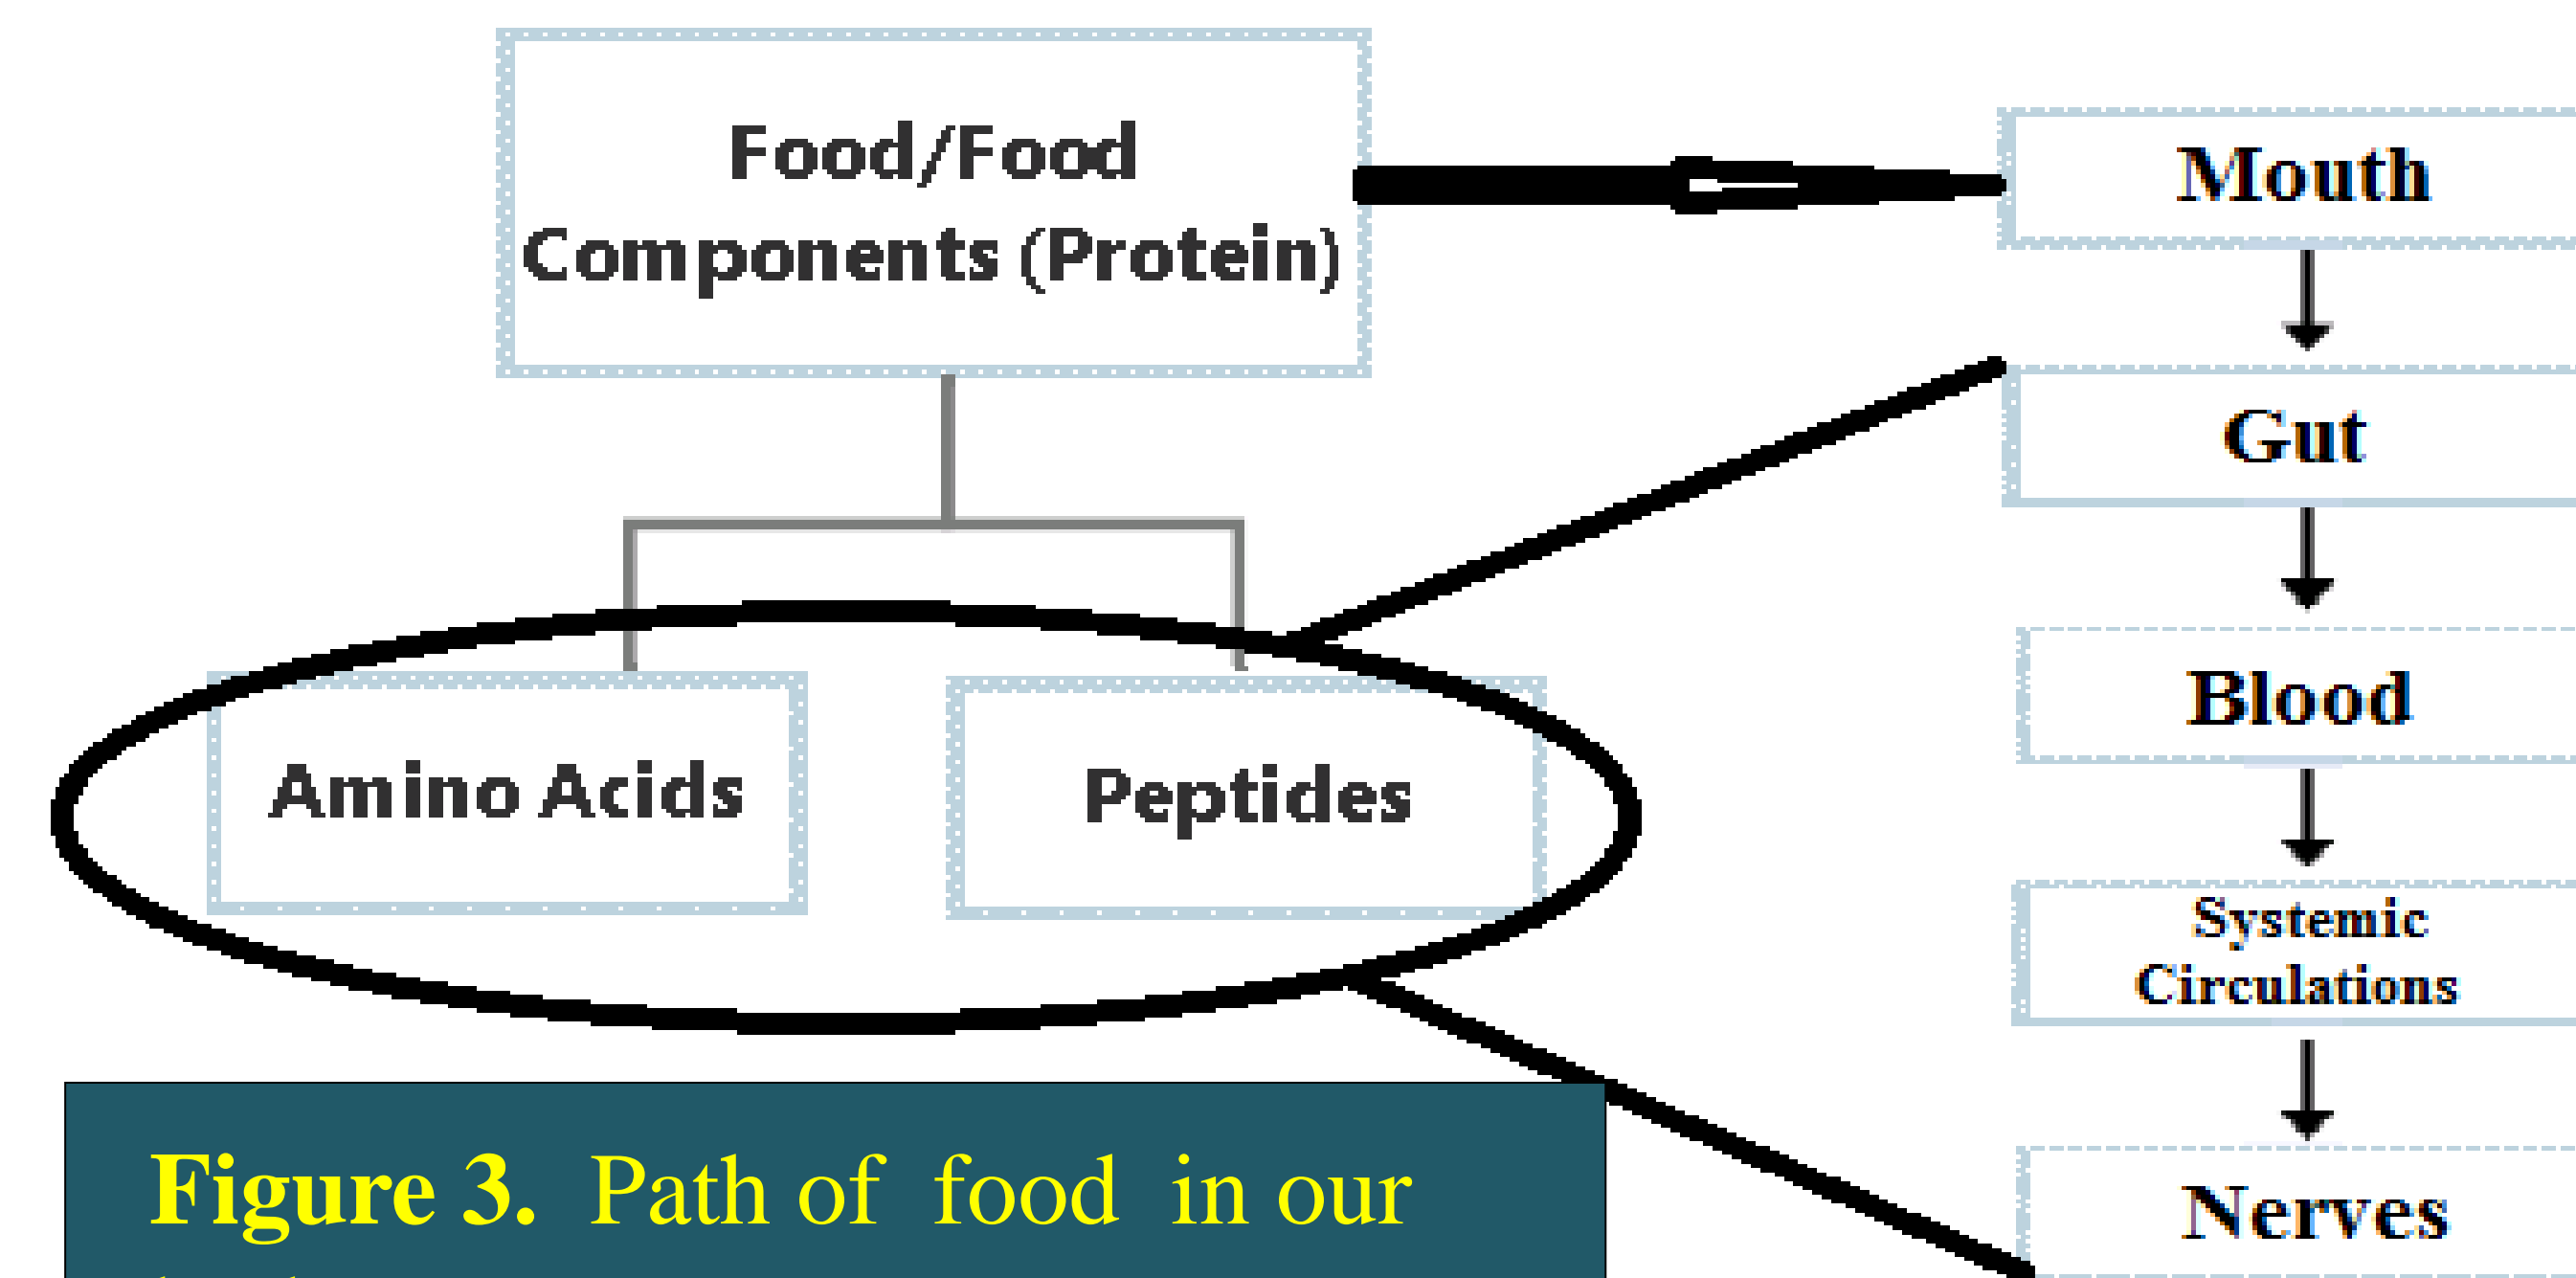 Food/Food
Components (Protein)
Amino Acids
Peptides
Mouth
Gut
Blood
Systemic
Circulations
Nerves
Figure 3. Path of food in our